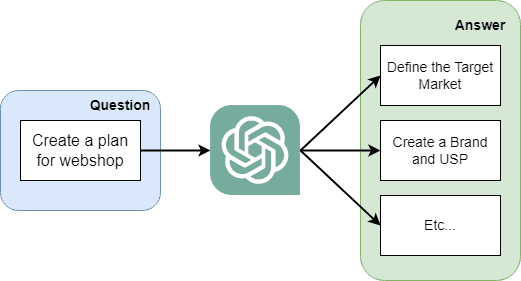 Question
Create a plan
for webshop
Answer
Define the Target
Market
Create a Brand
and USP
Etc...